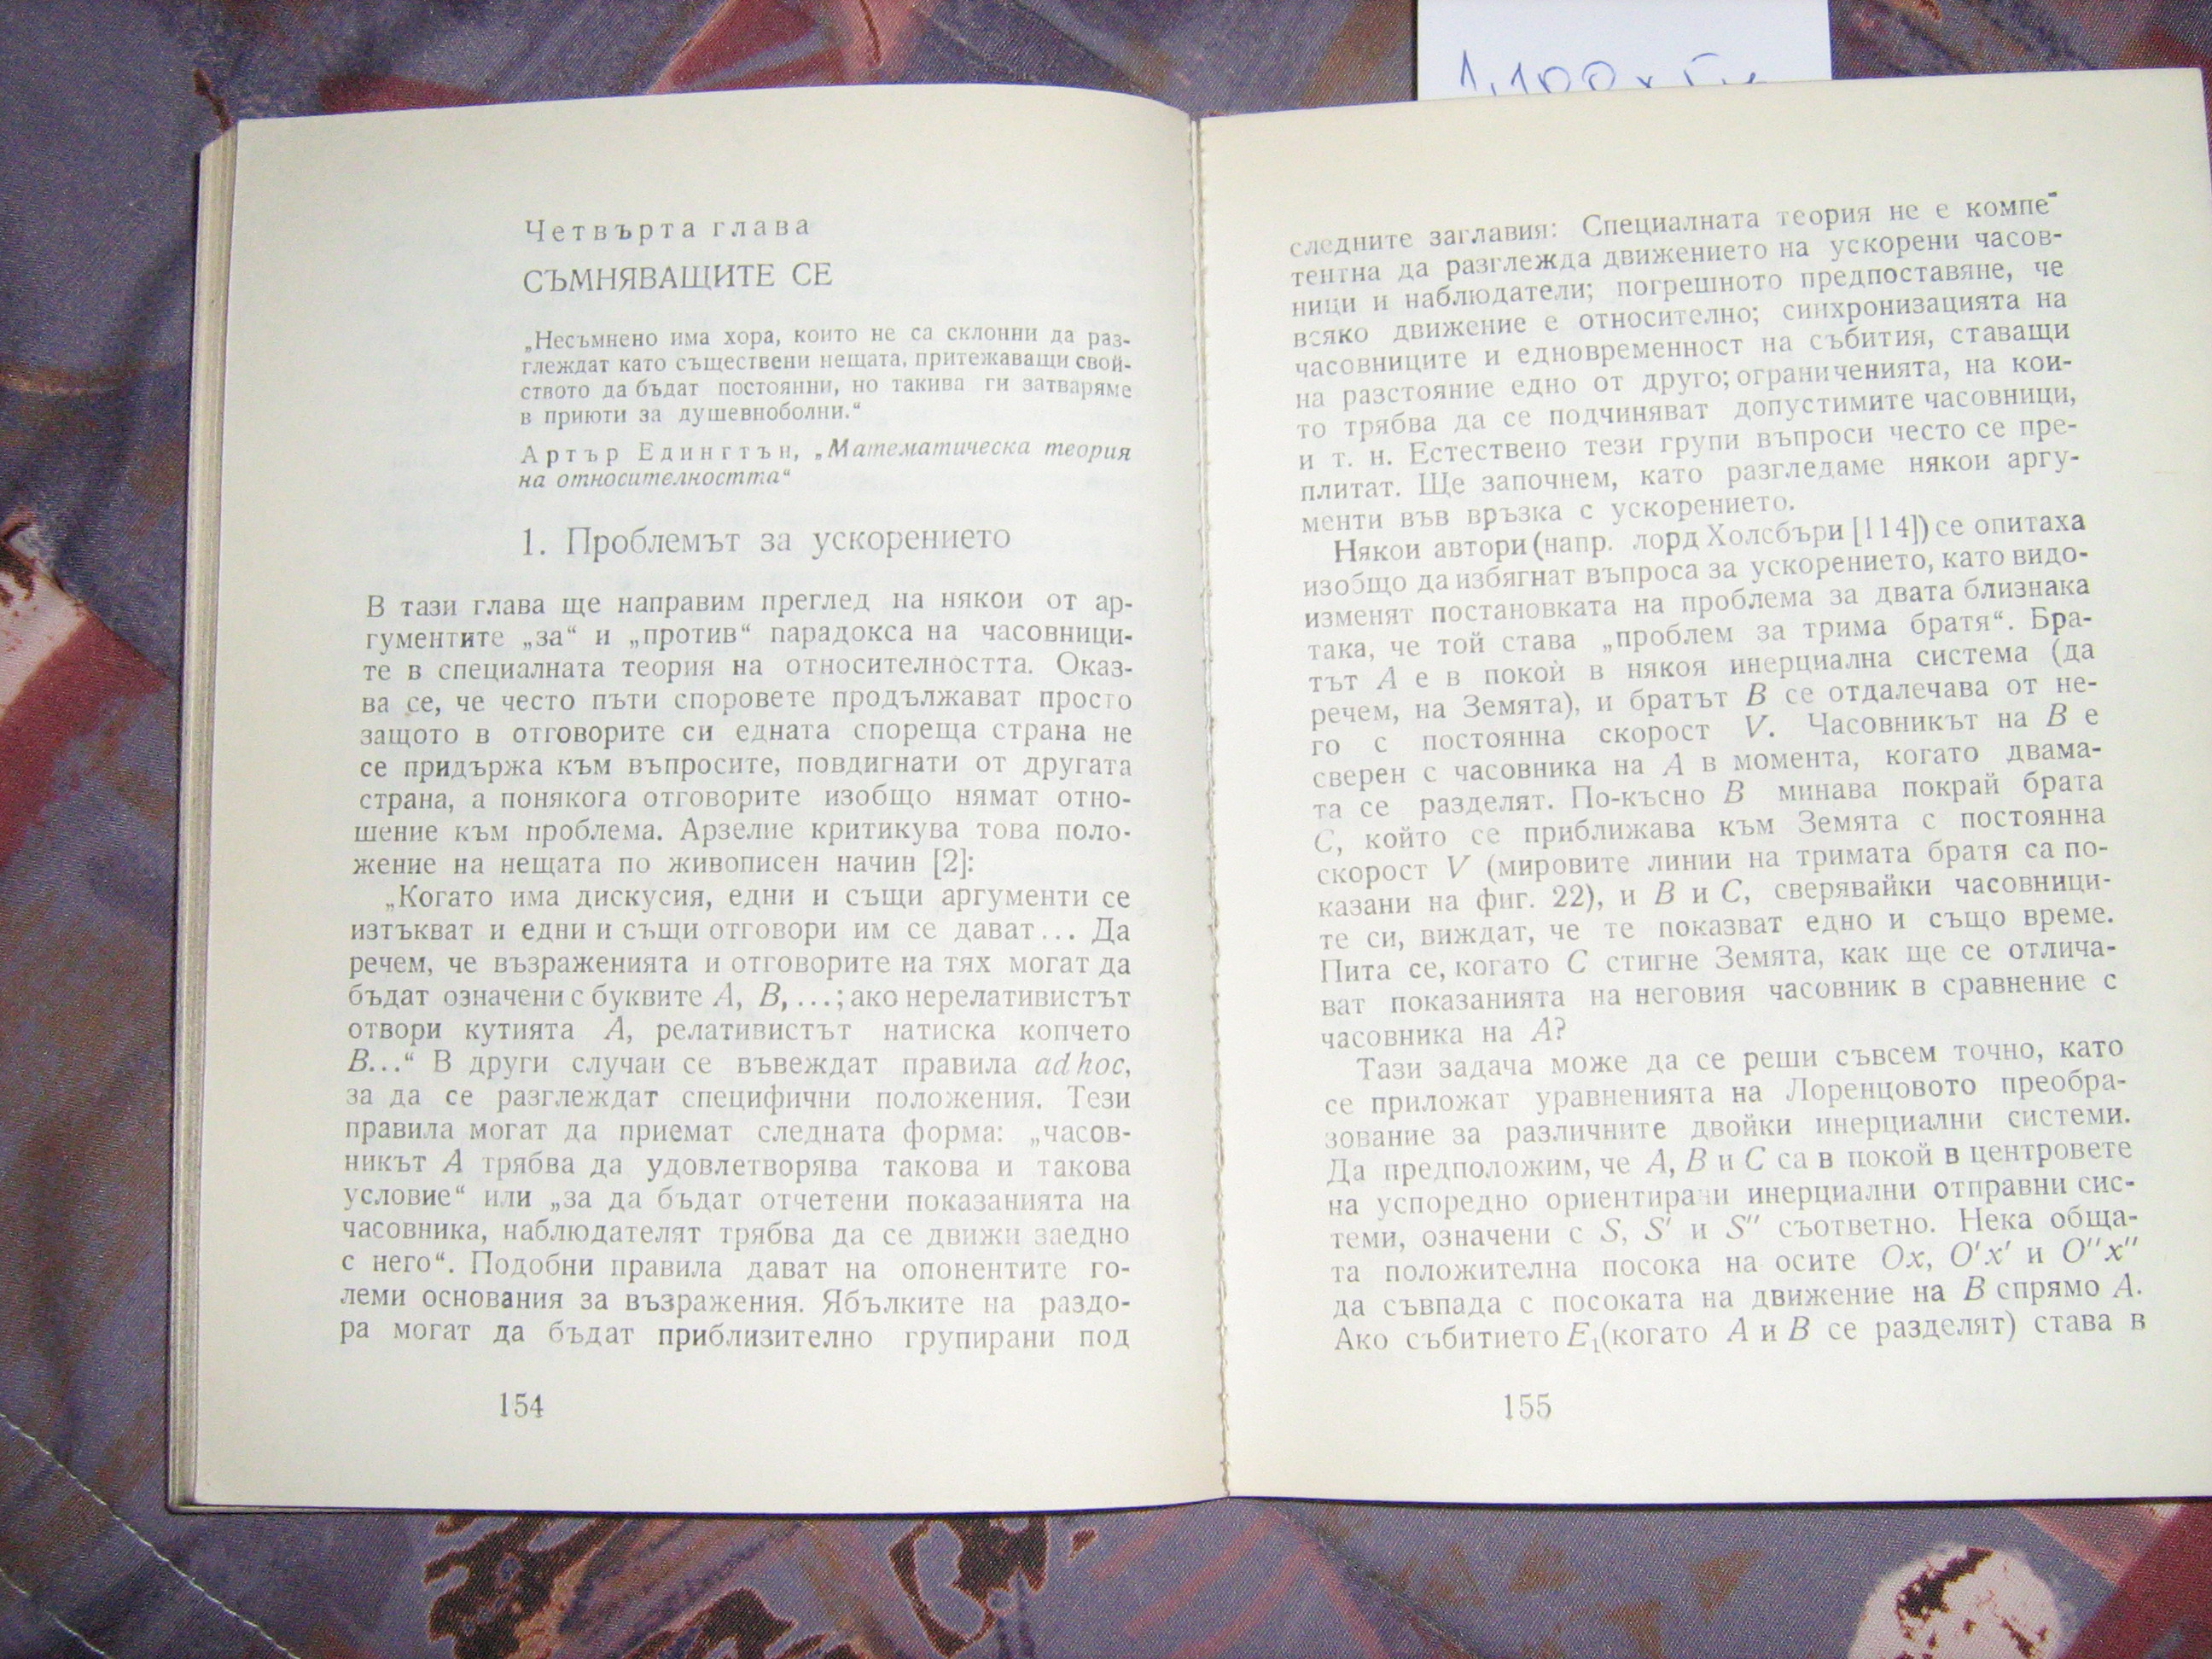 Четвърта глава
СЪМНЯВАЩИТЕ СЕ
„Несъмнено има хора, които не са склонни да раз-
глеждат като съществени нещата, притежаващи свой-
ството да бъдат постоянни, но такива ги затваряме
в приюти за душевноболни.“
Артър Едингтън, „Математическа теория
на относителността“
1. Проблемът за ускорението
В тази глава ще направим преглед на някои от ар-
гументите „за“ и „против“ парадокса на часовници-
те в специалната теория на относителността. Оказ-
ва се, че често пъти споровете продължават просто
защото в отговорите си едната спореща страна не
се придържа към въпросите, повдигнати от другата
страна, а понякога отговорите изобщо нямат отно-
шение към проблема. Арзелие критикува това поло-
жение на нещата по живописен начин [2]:
„Когато има дискусия, едни и същи аргументи се
изтъкват и едни и същи отговори им се дават... Да
речем, че възраженията и отговорите на тях могат да
бъдат означени с буквите A, B, ...; ако нерелативистът
отвори кутията A, релативистът натиска копчето
B...“ В други случаи се въвеждат правила ad hoc,
за да се разглеждат специфични положения. Тези
правила могат да приемат следната форма: „часов-
никът A трябва да удовлетворява такова и такова
условие“ или „за да бъдат отчетени показанията на
часовника, наблюдателят трябва да се движи заедно
с него“. Подобни правила дават на опонентите го-
леми основания за възражения. Ябълките на раздо-
ра могат да бъдат приблизително групирани под
154
следните заглавия: Специалната теория не е компе-
тентна да разглежда движението на ускорени часов-
ници и наблюдатели; погрешното предпоставяне, че
всяко движение е относително; синхронизацията на
часовниците и едновременност на събития, ставащи
на разстояние едно от друго; ограниченията, на кои-
то трябва да се подчиняват допустимите часовници,
и т. н. Естествено тези групи въпроси често се пре-
плитат. Ще започнем, като разгледаме някои аргу-
менти във връзка с ускорението.
Някои автори (напр. лорд Холсбъри [114]) се опитаха
изобщо да избягнат въпроса за ускорението, като видо-
изменят постановката на проблема за двата близнака
така, че той става „проблем за трима братя“. Бра-
тът A е в покой в някоя инерциална система (да
речем, на Земята), и братът B се отдалечава от не-
го с постоянна скорост V. Часовникът на B е
сверен с часовника на A в момента, когато двама-
та се разделят. По-късно B минава покрай брата
C, който се приближава към Земята с постоянна
скорост V (мировите линии на тримата братя са по-
казани на фиг. 22), и B и C, сверявайки часовници-
те си, виждат, че те показват едно и също време.
Пита се, когато C стигне Земята, как ще се отлича-
ват показанията на неговия часовник в сравнение с
часовника на A?
Тази задача може да се реши съвсем точно, като
се приложат уравненията на Лоренцовото преобра-
зование за различните двойки инерциални системи.
Да предположим, че A, B и C са в покой в центровете
на успоредно ориентирани инерциални отправни сис-
теми, означени с S, S′ и S″ съответно. Нека обща-
та положителна посока на осите Ox, O′x′ и O″x″
да съвпада с посоката на движение на B спрямо A.
Ако събитието E₁ (когато A и B се разделят) става в
155